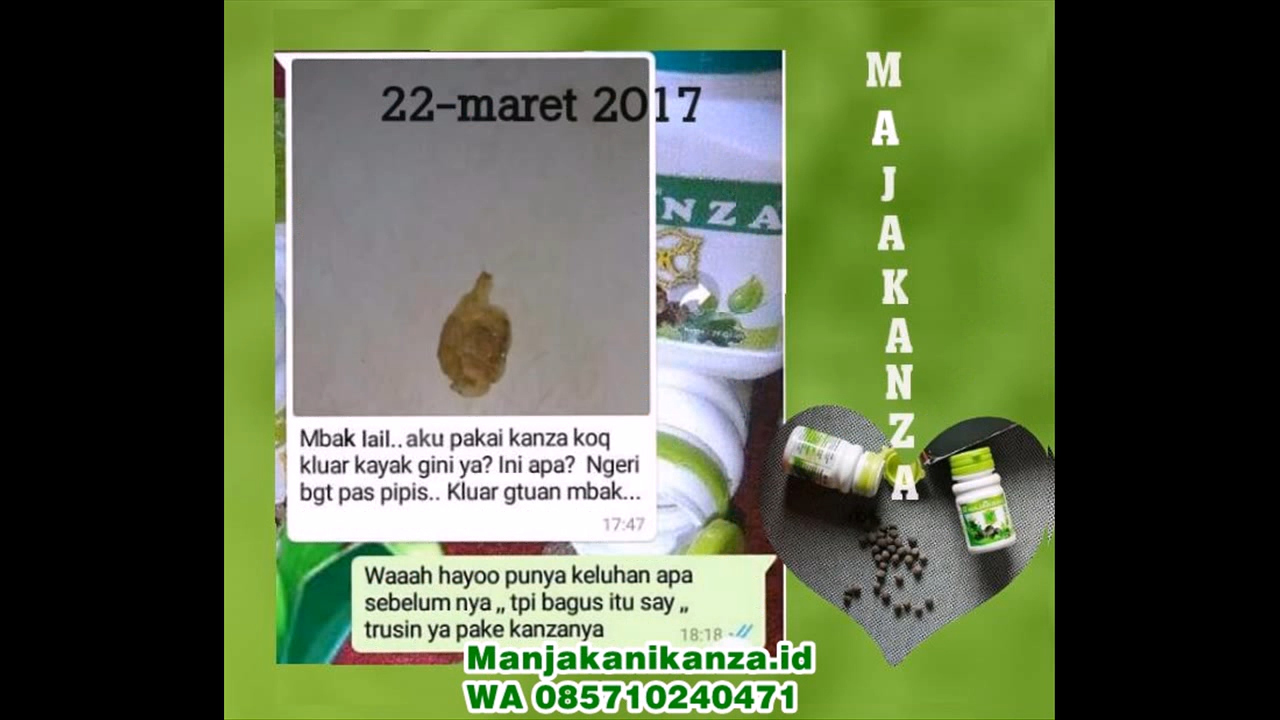 22-maret 2017
NZA
Mbak lail.. aku pakai kanza koq
kluar kayak gini ya? Ini apa? Ngeri
bgt pas pipis.. Kluar gtuan mbak...
17:47
Waaah hayoo punya keluhan apa
sebelum nya ,, tpi bagus itu say ,,
trusin ya pake kanzanya
18:18
MAJAKANZA
Manjakanikanza.id
WA 085710240471